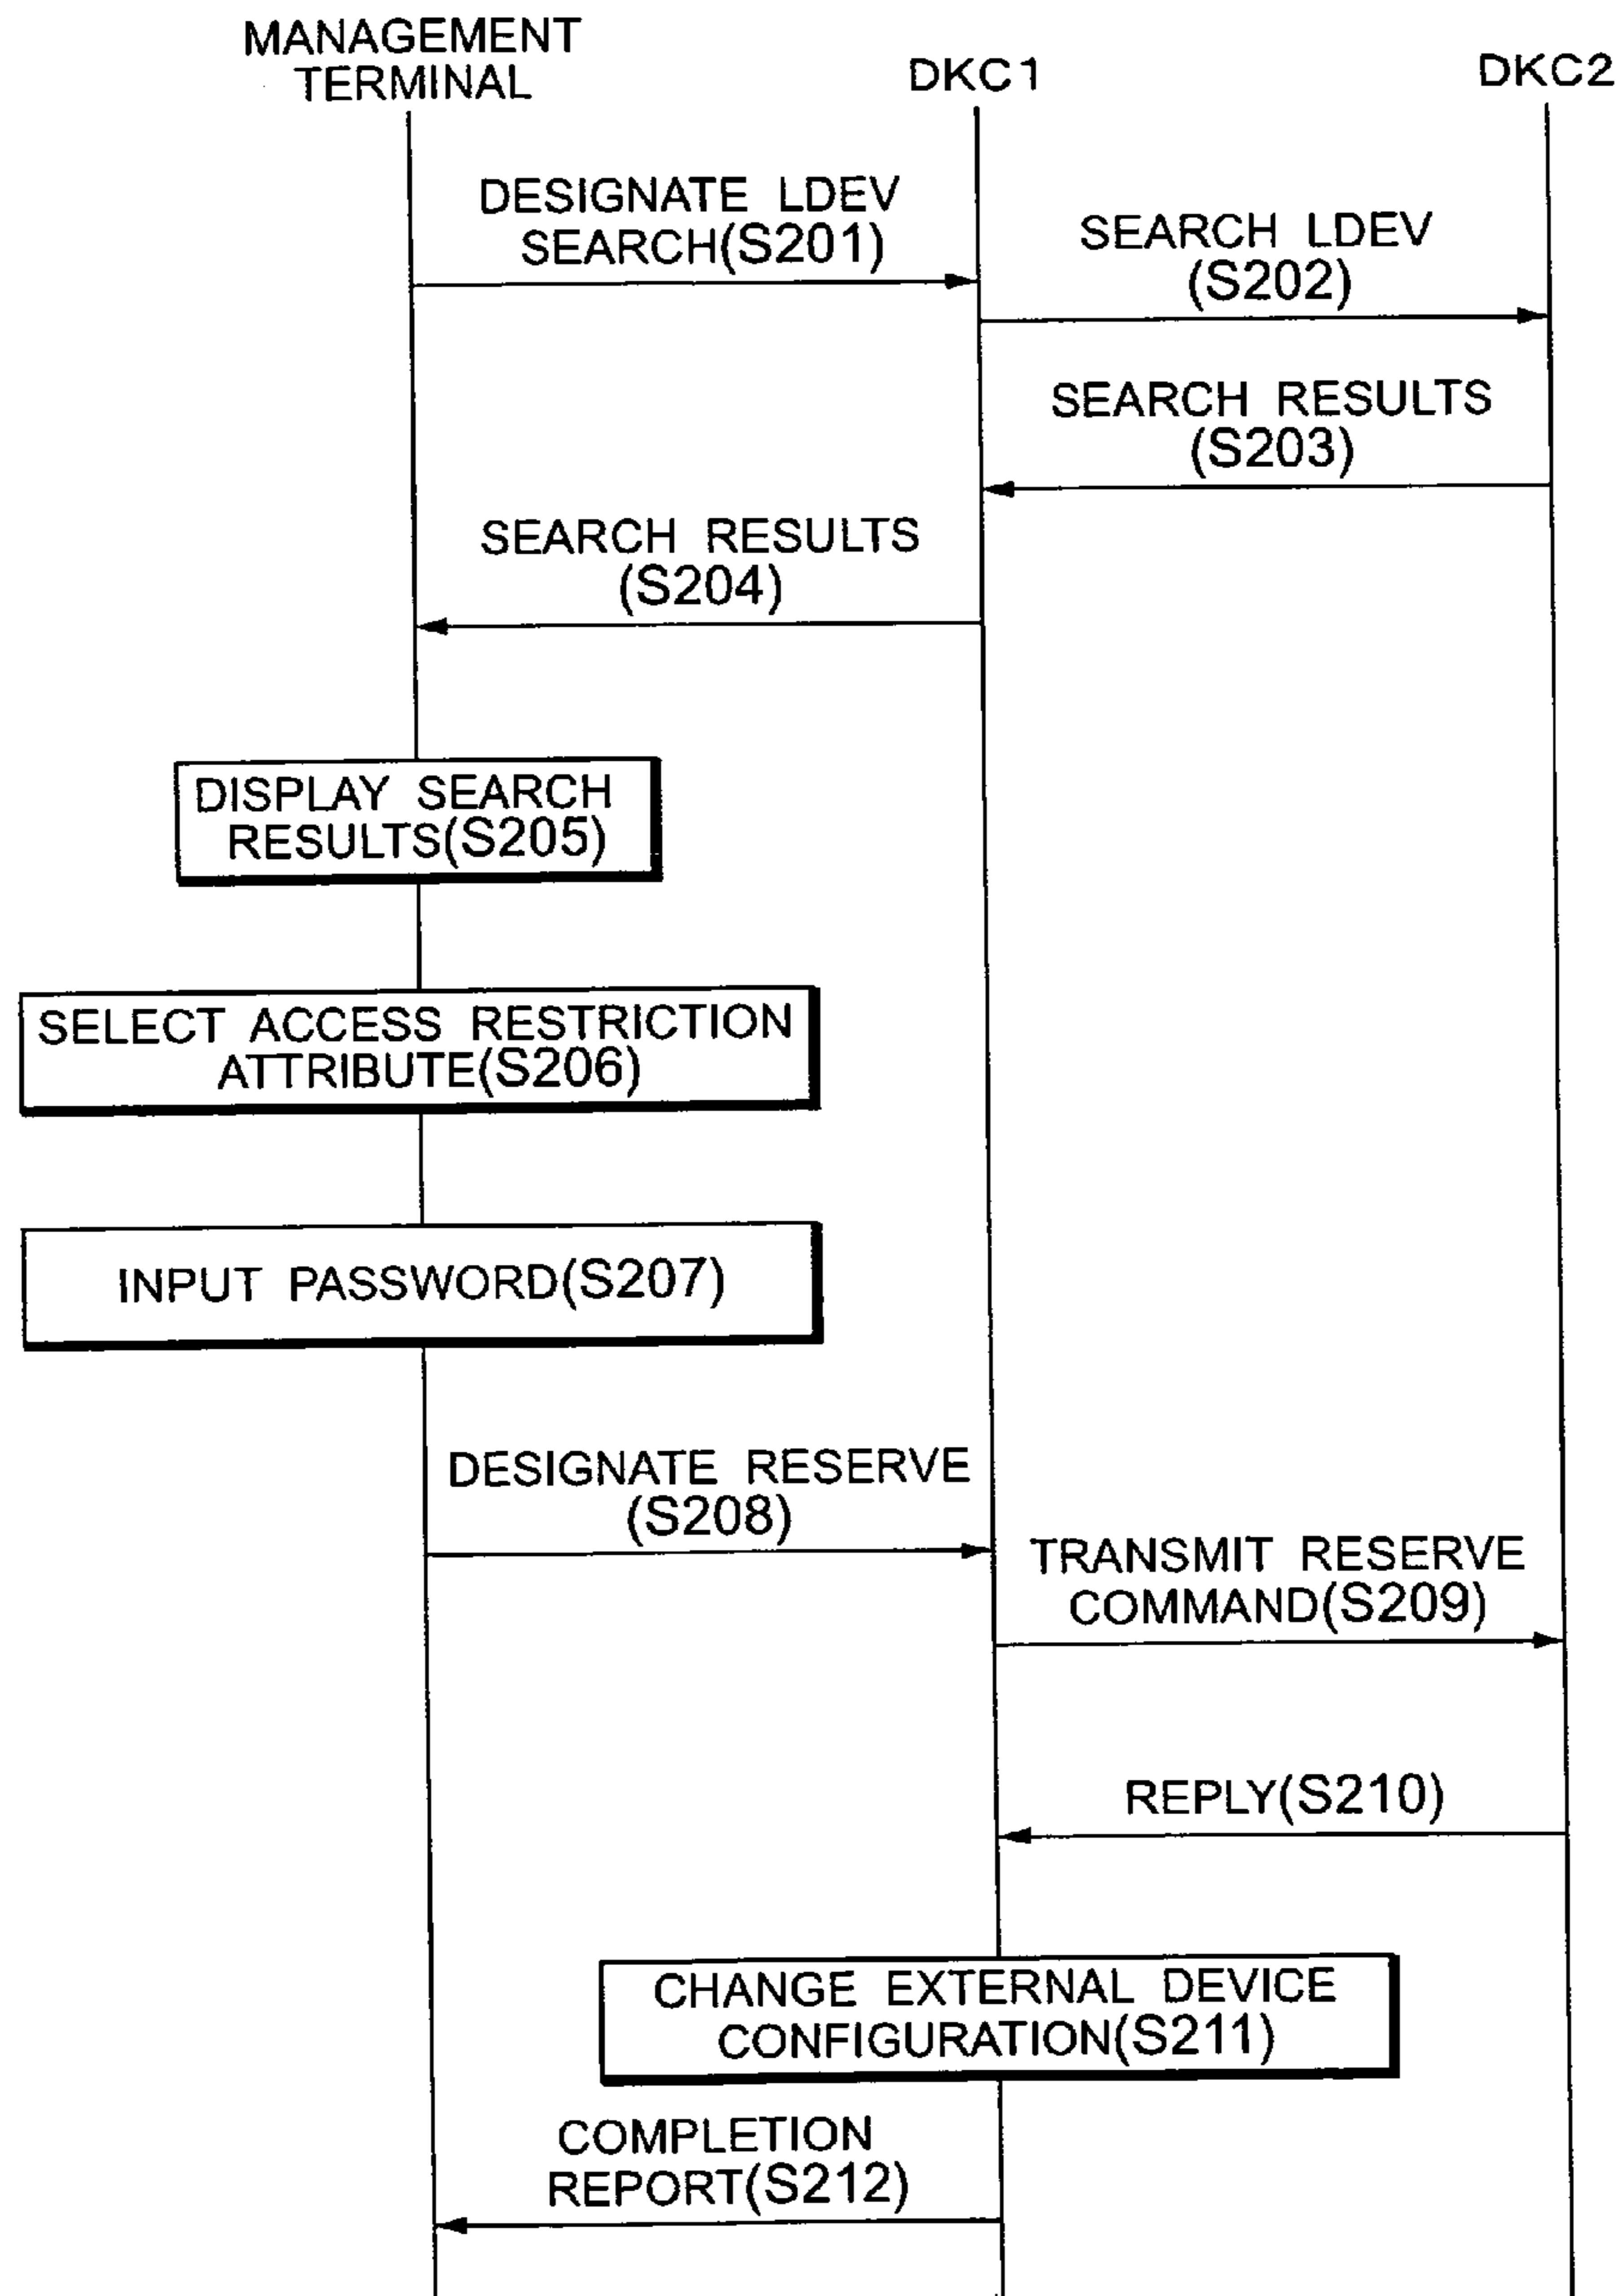 MANAGEMENT
TERMINAL
DKC1
DKC2
DESIGNATE LDEV
SEARCH(S201)
SEARCH LDEV
(S202)
SEARCH RESULTS
(S203)
SEARCH RESULTS
(S204)
DISPLAY SEARCH
RESULTS(S205)
SELECT ACCESS RESTRICTION
ATTRIBUTE(S206)
INPUT PASSWORD(S207)
DESIGNATE RESERVE
(S208)
TRANSMIT RESERVE
COMMAND(S209)
REPLY(S210)
CHANGE EXTERNAL DEVICE
CONFIGURATION(S211)
COMPLETION
REPORT(S212)